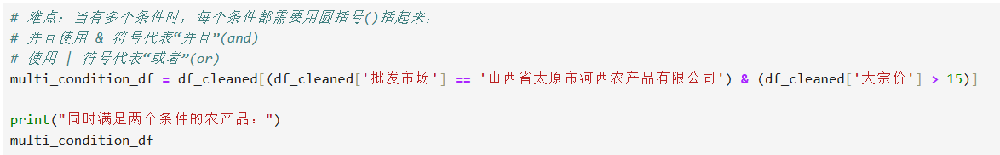 # 难点：当有多个条件时，每个条件都需要用圆括号()括起来，
# 并且使用 & 符号代表“并且”(and)
# 使用 | 符号代表“或者”(or)
multi_condition_df = df_cleaned[(df_cleaned['批发市场'] == '山西省太原市河西农产品有限公司') & (df_cleaned['大宗价'] > 15)]
print("同时满足两个条件的农产品：")
multi_condition_df